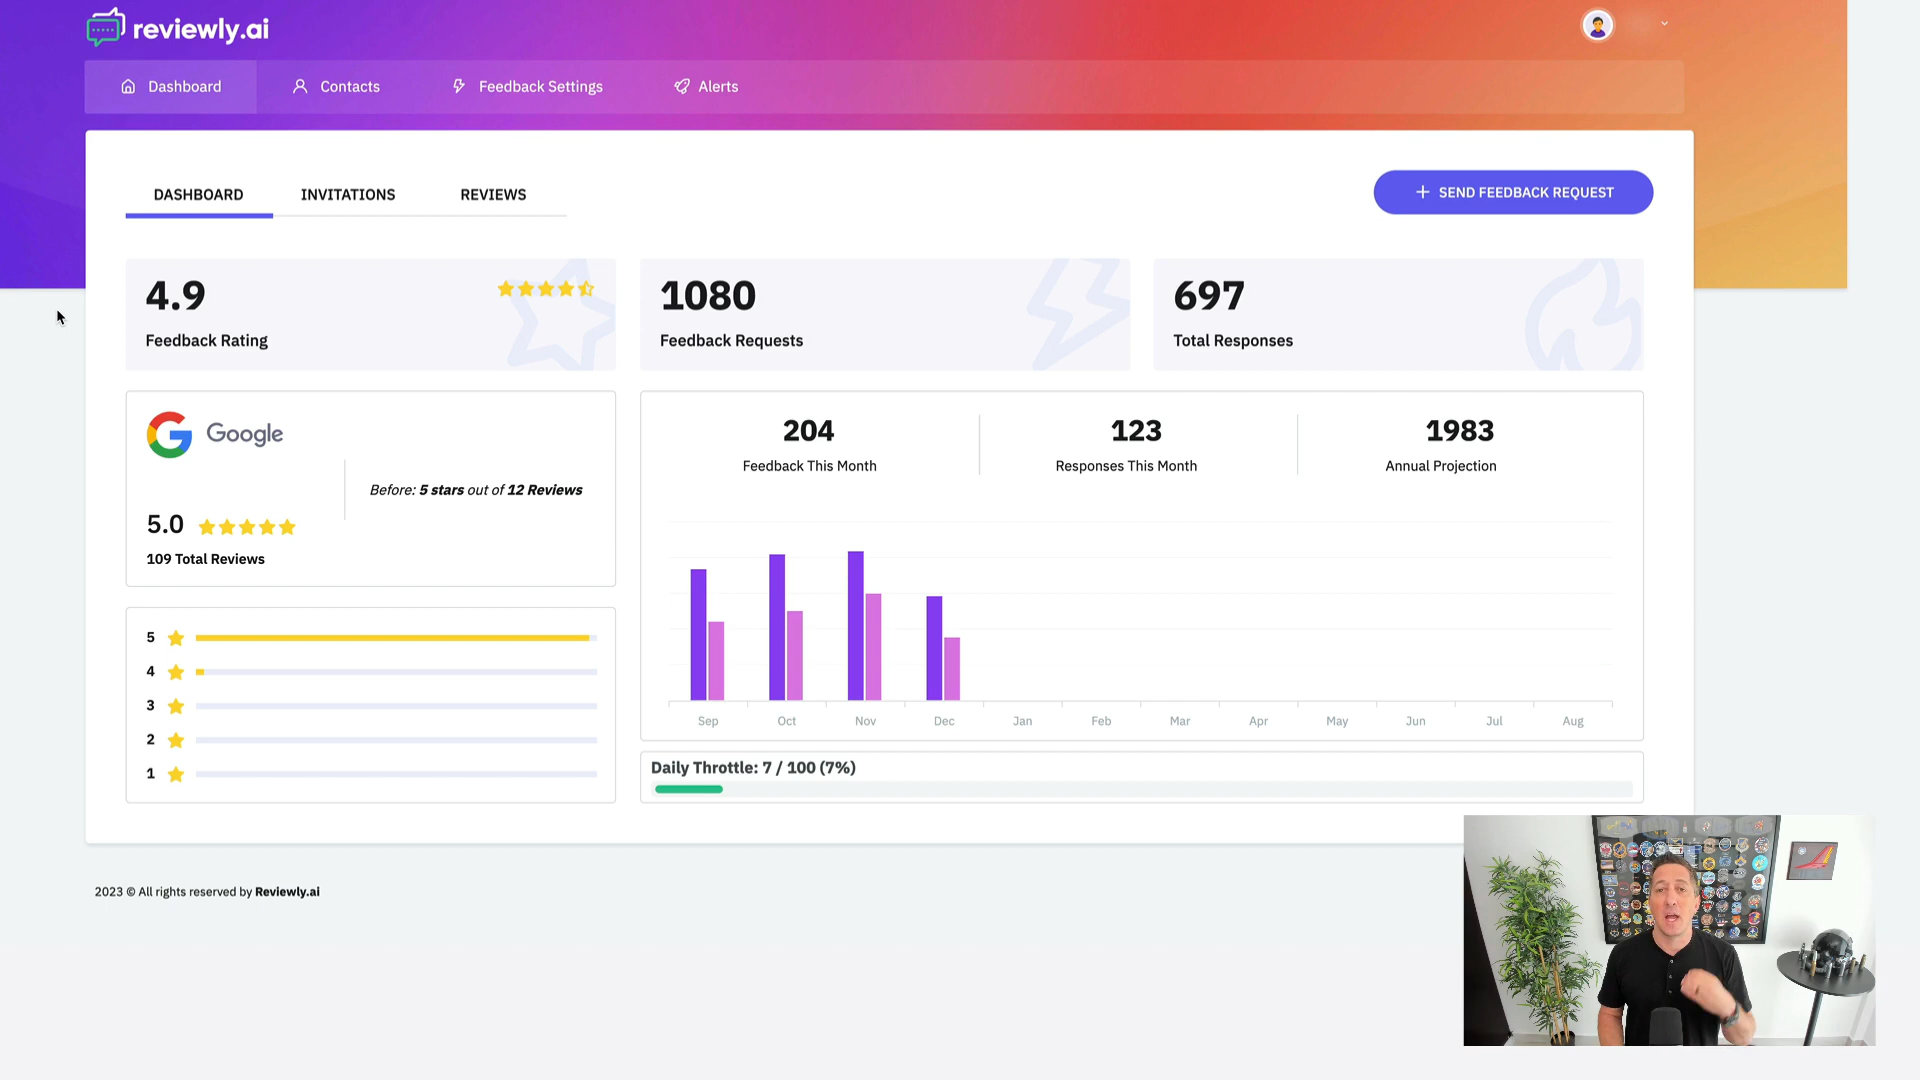 reviewly.ai
Dashboard
Contacts
Feedback Settings
Alerts
DASHBOARD
INVITATIONS
REVIEWS
+ SEND FEEDBACK REQUEST
4.9
Feedback Rating
1080
Feedback Requests
697
Total Responses
Google
Before: 5 stars out of 12 Reviews
5.0
109 Total Reviews
204
Feedback This Month
123
Responses This Month
1983
Annual Projection
Sep Oct Nov Dec Jan Feb Mar Apr May Jun Jul Aug
5
4
3
2
1
Daily Throttle: 7 / 100 (7%)
2023 © All rights reserved by Reviewly.ai